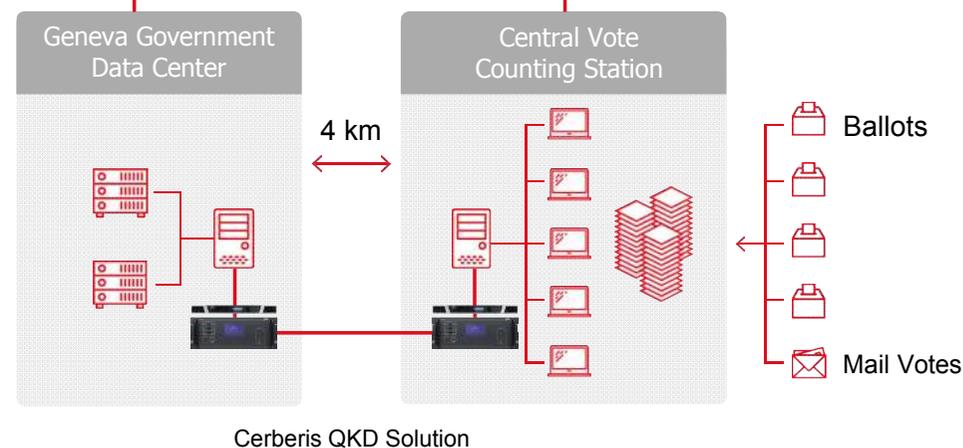 Geneva Government
Data Center
Central Vote
Counting Station
4 km
Ballots
Mail Votes
Cerberis QKD Solution